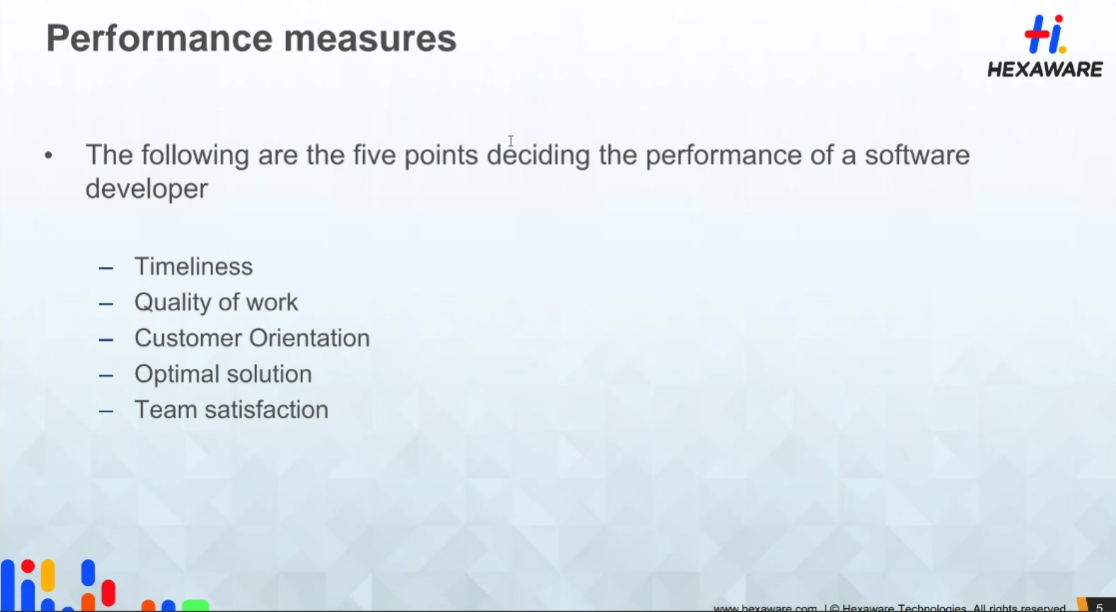 Performance measures
HEXAWARE
• The following are the five points deciding the performance of a software
developer
– Timeliness
– Quality of work
– Customer Orientation
– Optimal solution
– Team satisfaction
www.hexaware.com | © Hexaware Technologies. All rights reserved.